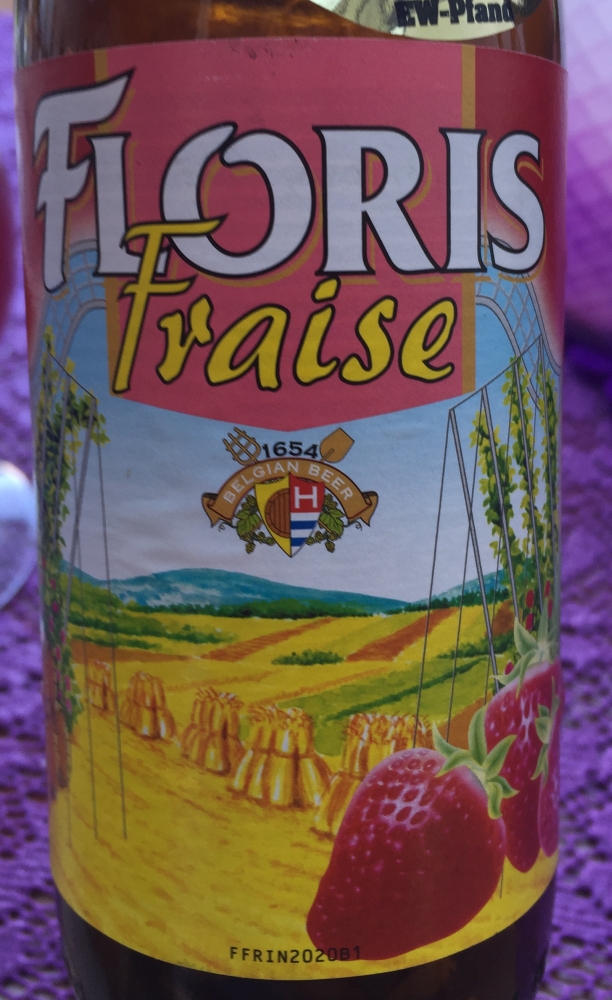 EW-Pfand
FLORIS
Fraise
1654
BELGIAN BEER
H
FFRIN2020B1